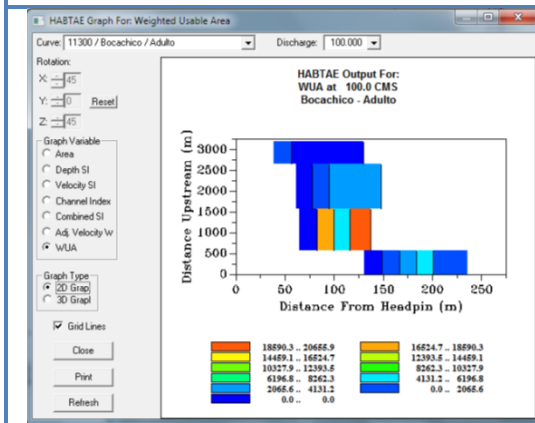 HABTAE Graph For: Weighted Usable Area
Curve: 11300 / Bocachico / Adulto
Discharge: 100.000
Rotation:
X: 45
Y: 0 Reset
Z: 45
Graph Variable
Area
Depth SI
Velocity SI
Channel Index
Combined SI
Adj. Velocity W
WUA
Graph Type
2D Grap
3D Grapl
Grid Lines
Close
Print
Refresh
HABTAE Output For:
WUA at 100.0 CMS
Bocachico - Adulto
Distance Upstream (m)
3000
2500
2000
1500
1000
500
0
0 50 100 150 200 250
Distance From Headpin (m)
18590.3 .. 20655.9 16524.7 .. 18590.3
14459.1 .. 16524.7 12393.5 .. 14459.1
10327.9 .. 12393.5 8262.3 .. 10327.9
6196.8 .. 8262.3 4131.2 .. 6196.8
2065.6 .. 4131.2 0.0 .. 2065.6
0.0 .. 0.0